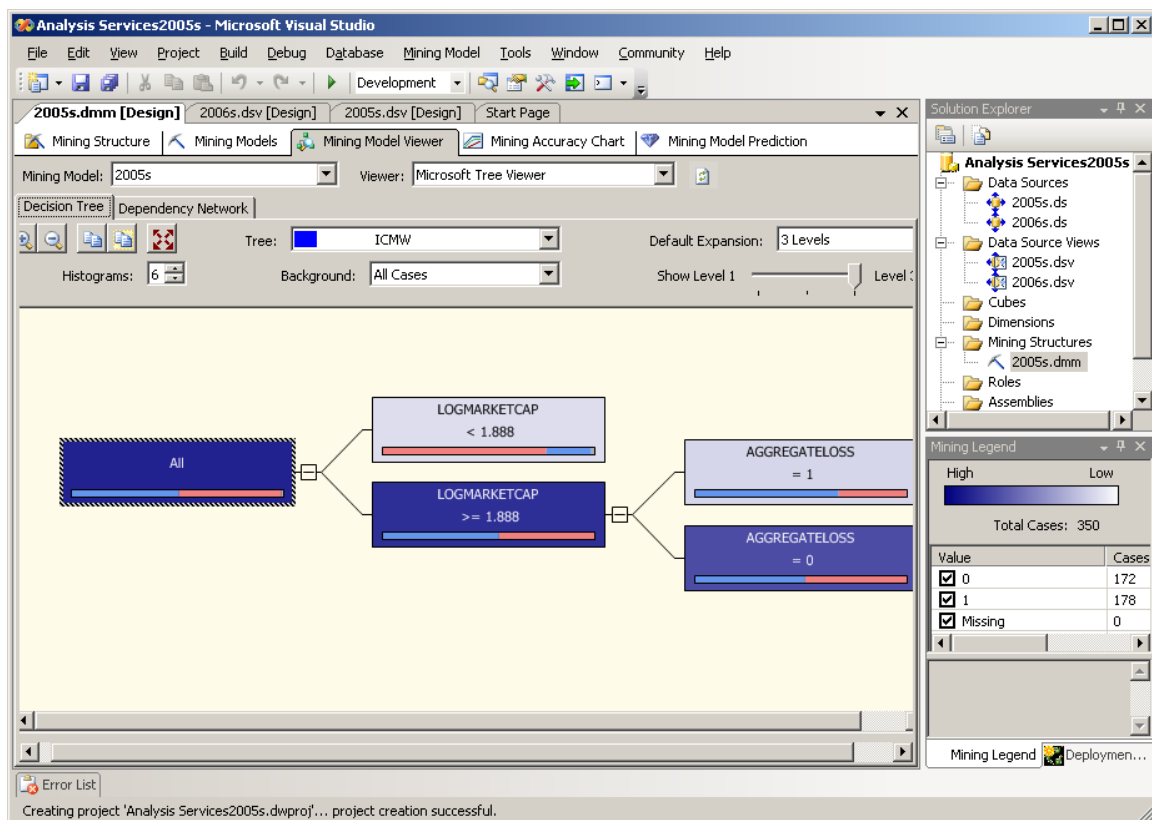 Analysis Services2005s - Microsoft Visual Studio
File Edit View Project Build Debug Database Mining Model Tools Window Community Help
Development
2005s.dmm [Design] 2006s.dsv [Design] 2005s.dsv [Design] Start Page
Mining Structure Mining Models Mining Model Viewer Mining Accuracy Chart Mining Model Prediction
Mining Model: 2005s Viewer: Microsoft Tree Viewer
Decision Tree Dependency Network
Tree: ICMW Default Expansion: 3 Levels
Histograms: 6 Background: All Cases Show Level 1 Level
All
LOGMARKETCAP
< 1.888
LOGMARKETCAP
>= 1.888
AGGREGATELOSS
= 1
AGGREGATELOSS
= 0
Solution Explorer
Analysis Services2005s
Data Sources
2005s.ds
2006s.ds
Data Source Views
2005s.dsv
2006s.dsv
Cubes
Dimensions
Mining Structures
2005s.dmm
Roles
Assemblies
Mining Legend
High Low
Total Cases: 350
Value Cases
0 172
1 178
Missing 0
Mining Legend Deploymen...
Error List
Creating project 'Analysis Services2005s.dwproj'... project creation successful.